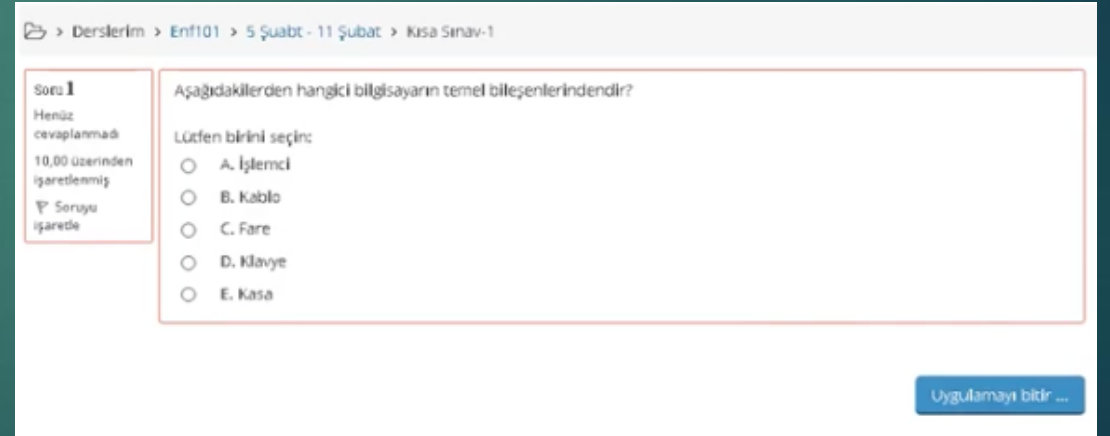 > Derslerim > Enf101 > 5 Şuabt - 11 Şubat > Kısa Sınav-1
Soru 1
Henüz
cevaplanmadı
10,00 üzerinden
işaretlenmiş
Soruyu
işaretle
Aşağıdakilerden hangici bilgisayarın temel bileşenlerindendir?
Lütfen birini seçin:
A. İşlemci
B. Kablo
C. Fare
D. Klavye
E. Kasa
Uygulamayı bitir ...